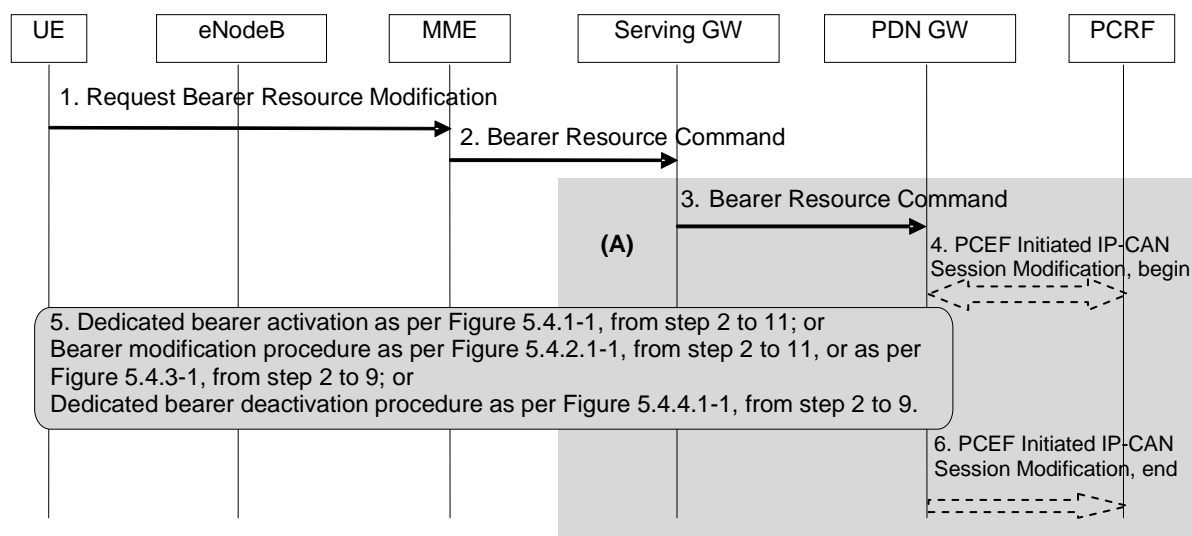 UE
eNodeB
MME
Serving GW
PDN GW
PCRF
1. Request Bearer Resource Modification
2. Bearer Resource Command
3. Bearer Resource Command
(A)
4. PCEF Initiated IP-CAN
Session Modification, begin
5. Dedicated bearer activation as per Figure 5.4.1-1, from step 2 to 11; or
Bearer modification procedure as per Figure 5.4.2.1-1, from step 2 to 11, or as per
Figure 5.4.3-1, from step 2 to 9; or
Dedicated bearer deactivation procedure as per Figure 5.4.4.1-1, from step 2 to 9.
6. PCEF Initiated IP-CAN
Session Modification, end